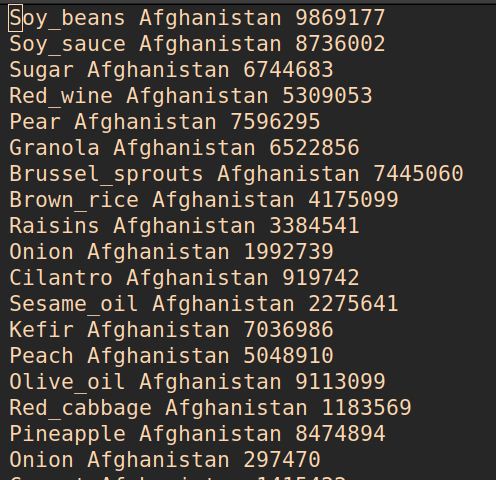 Soy_beans Afghanistan 9869177
Soy_sauce Afghanistan 8736002
Sugar Afghanistan 6744683
Red_wine Afghanistan 5309053
Pear Afghanistan 7596295
Granola Afghanistan 6522856
Brussel_sprouts Afghanistan 7445060
Brown_rice Afghanistan 4175099
Raisins Afghanistan 3384541
Onion Afghanistan 1992739
Cilantro Afghanistan 919742
Sesame_oil Afghanistan 2275641
Kefir Afghanistan 7036986
Peach Afghanistan 5048910
Olive_oil Afghanistan 9113099
Red_cabbage Afghanistan 1183569
Pineapple Afghanistan 8474894
Onion Afghanistan 297470
Afghanistan